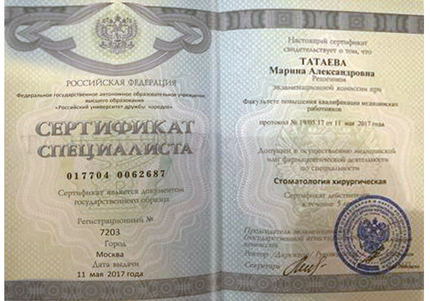 РОССИЙСКАЯ ФЕДЕРАЦИЯ
Федеральное государственное автономное образовательное учреждение
высшего образования
"Российский университет дружбы народов"
СЕРТИФИКАТ
СПЕЦИАЛИСТА
017704 0062687
Сертификат является документом
государственного образца
Регистрационный №
7203
Город
Москва
Дата выдачи
11 мая 2017 года
Настоящий сертификат
свидетельствует о том, что
ТАТАЕВА
Марина Александровна
Решением
экзаменационной комиссии при
Факультете повышения квалификации медицинских
работников
протокол № 17 от 11 мая 2017 года
Допущен к осуществлению медицинской
или фармацевтической деятельности
по специальности
Стоматология хирургическая
Сертификат действителен
в течение 5
Председатель
Ректор
Секретарь